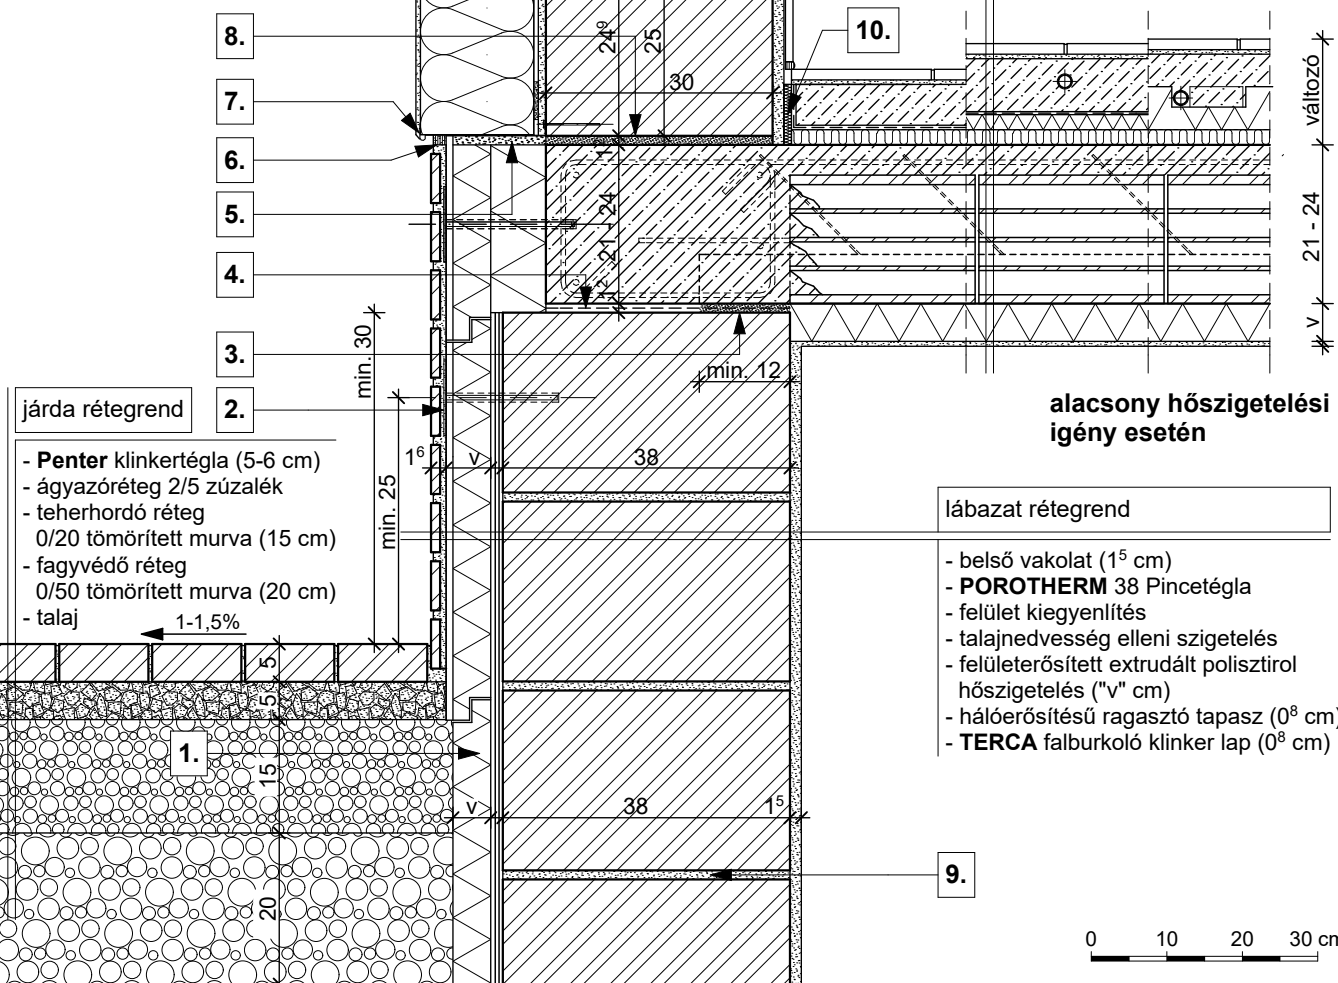 8.
7.
6.
5.
4.
3.
2.
10.
24⁹
25
30
1²
21 - 24
1²
változó
21 - 24
v
min. 12
min. 30
min. 25
1⁶
v
38
alacsony hőszigetelési
igény esetén
járda rétegrend
- Penter klinkertégla (5-6 cm)
- ágyazóréteg 2/5 zúzalék
- teherhordó réteg
0/20 tömörített murva (15 cm)
- fagyvédő réteg
0/50 tömörített murva (20 cm)
- talaj
1-1,5%
lábazat rétegrend
- belső vakolat (1⁵ cm)
- POROTHERM 38 Pincetégla
- felület kiegyenlítés
- talajnedvesség elleni szigetelés
- felületerősített extrudált polisztirol
hőszigetelés ("v" cm)
- hálóerősítésű ragasztó tapasz (0⁸ cm)
- TERCA falburkoló klinker lap (0⁸ cm)
5
5
15
20
1.
v
38
1⁵
9.
0 10 20 30 cm